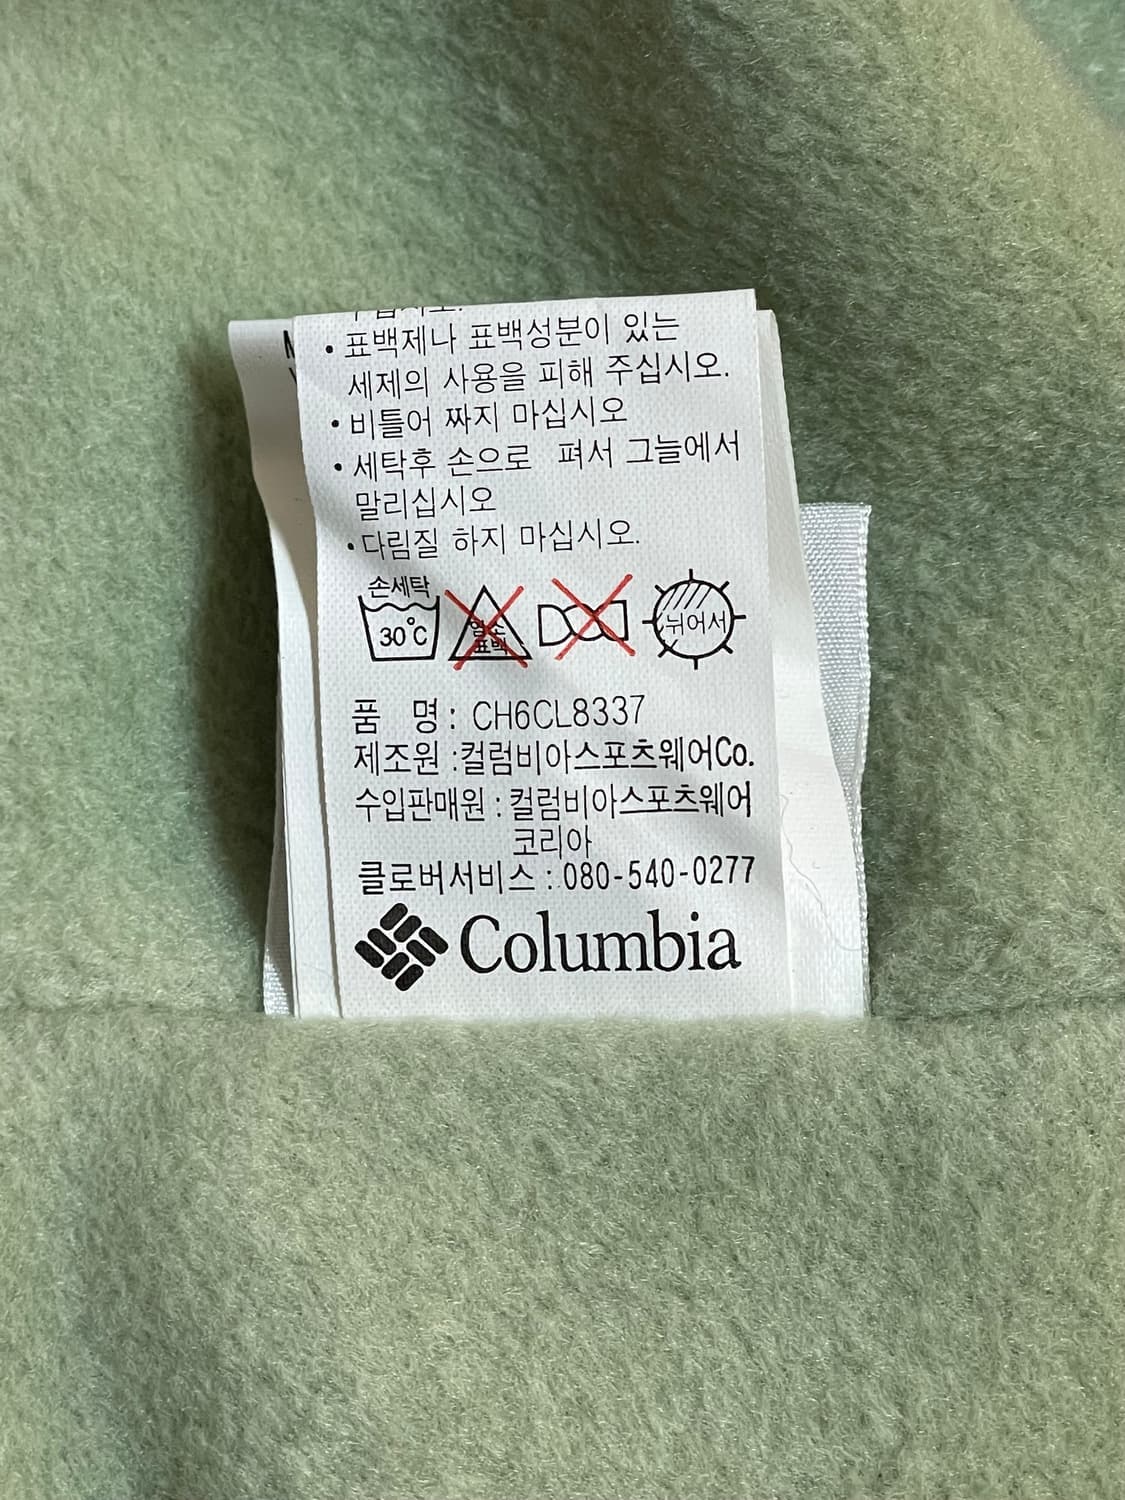 • 표백제나 표백성분이 있는
세제의 사용을 피해 주십시오.
• 비틀어 짜지 마십시오
• 세탁후 손으로 펴서 그늘에서
말리십시오
• 다림질 하지 마십시오.
손세탁
30°C
염소
표백
뉘어서
품 명 : CH6CL8337
제조원 : 컬럼비아스포츠웨어Co.
수입판매원 : 컬럼비아스포츠웨어
코리아
클로버서비스 : 080-540-0277
Columbia